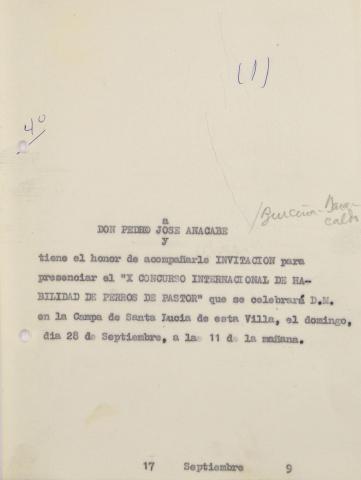 (1)
4º
a
DON PEDRO JOSE ANACABE
y
tiene el honor de acompañarle INVITACION para
presenciar el "X CONCURSO INTERNACIONAL DE HA-
BILIDAD DE PERROS DE PASTOR" que se celebrará D.M.
en la Campa de Santa Lucia de esta Villa, el domingo,
dia 28 de Septiembre, a las 11 de la mañana.
17 Septiembre 9